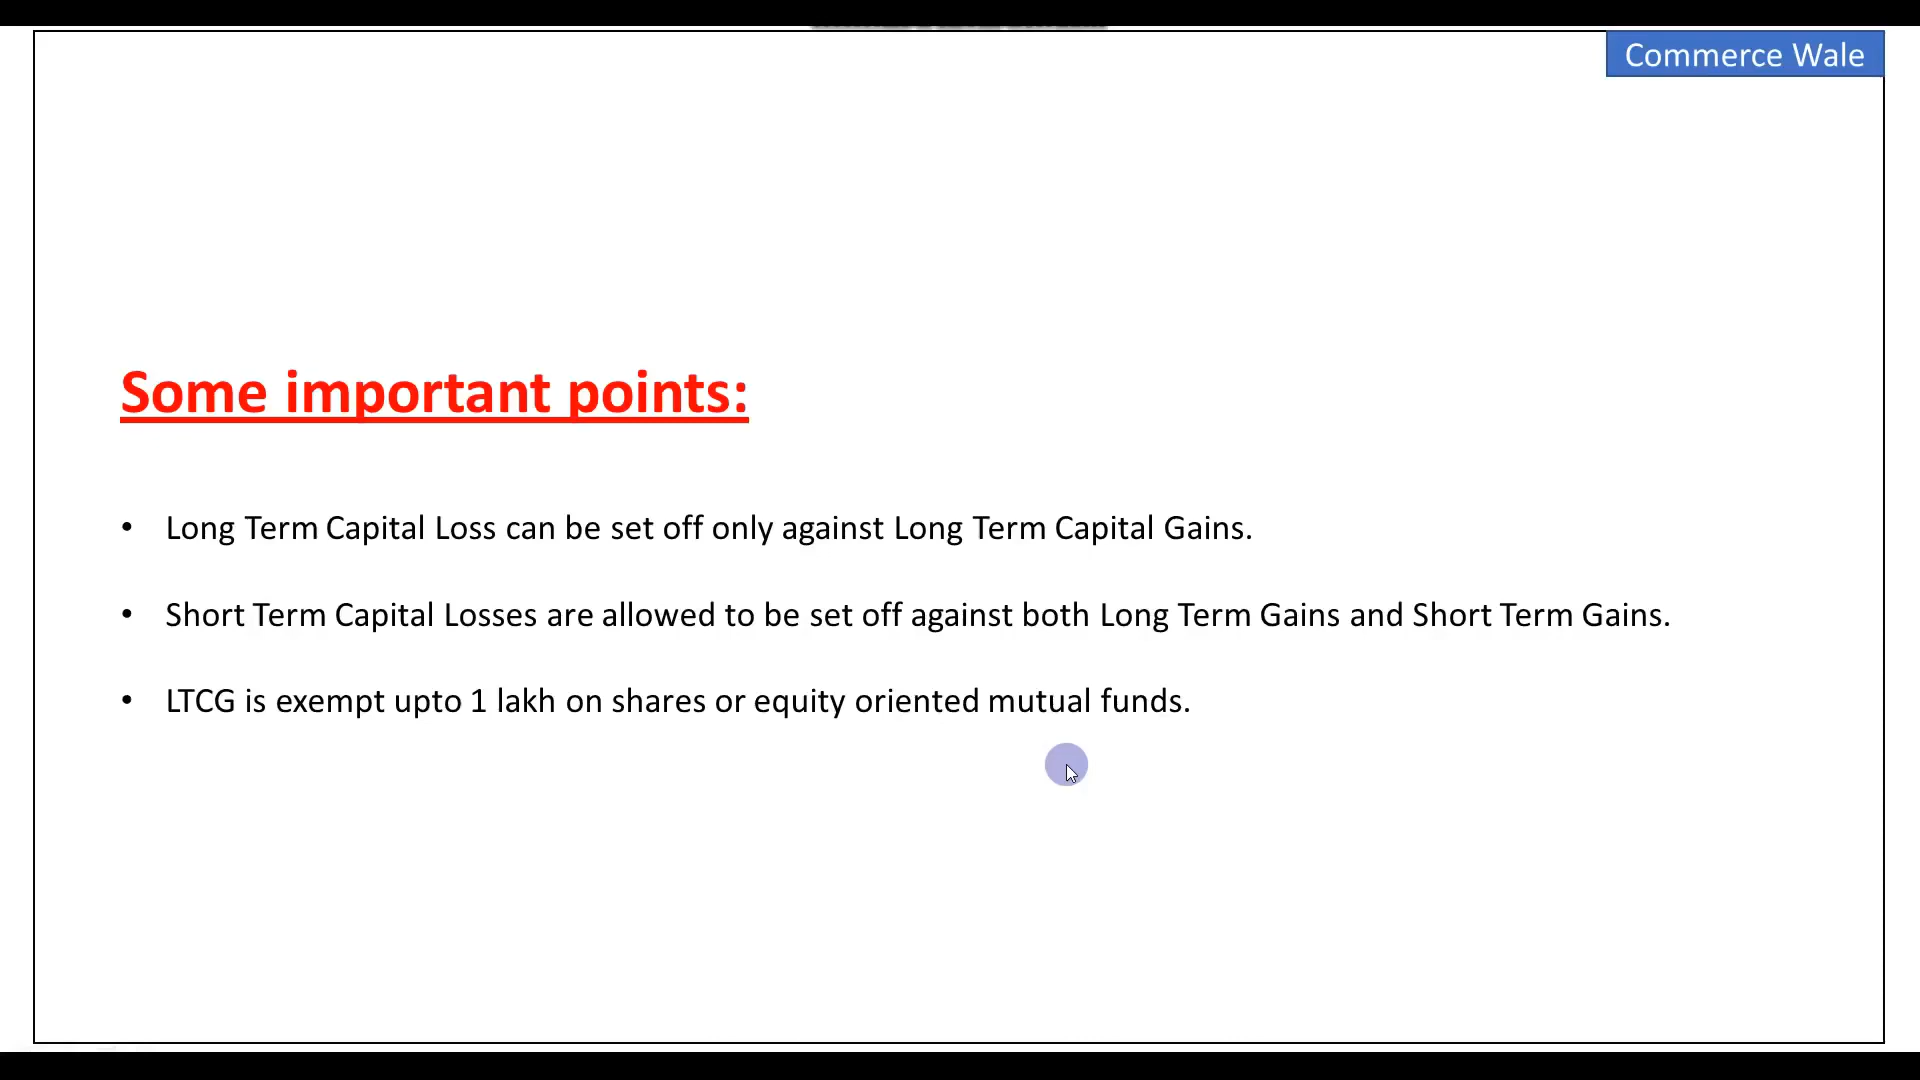 Commerce Wale
Some important points:
• Long Term Capital Loss can be set off only against Long Term Capital Gains.
• Short Term Capital Losses are allowed to be set off against both Long Term Gains and Short Term Gains.
• LTCG is exempt upto 1 lakh on shares or equity oriented mutual funds.